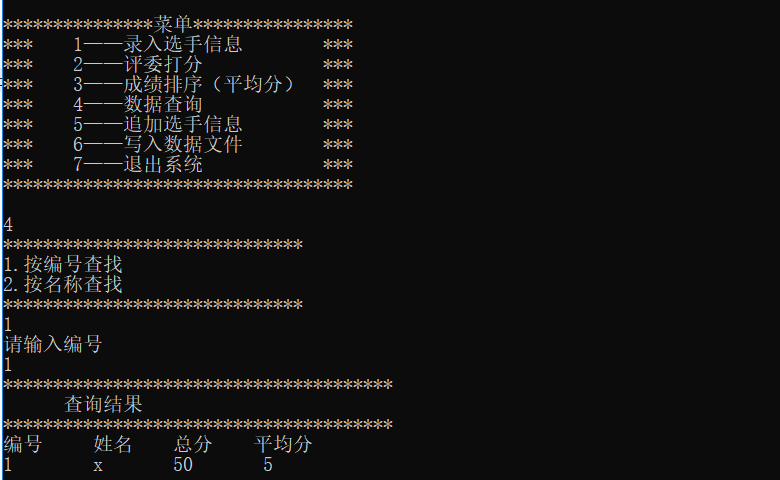 ***************菜单****************
***    1——录入选手信息        ***
***    2——评委打分            ***
***    3——成绩排序（平均分）  ***
***    4——数据查询            ***
***    5——追加选手信息        ***
***    6——写入数据文件        ***
***    7——退出系统            ***
***********************************
4
******************************
1.按编号查找
2.按名称查找
******************************
1
请输入编号
1
***************************************
      查询结果
***************************************
编号     姓名    总分    平均分
1        x       50       5